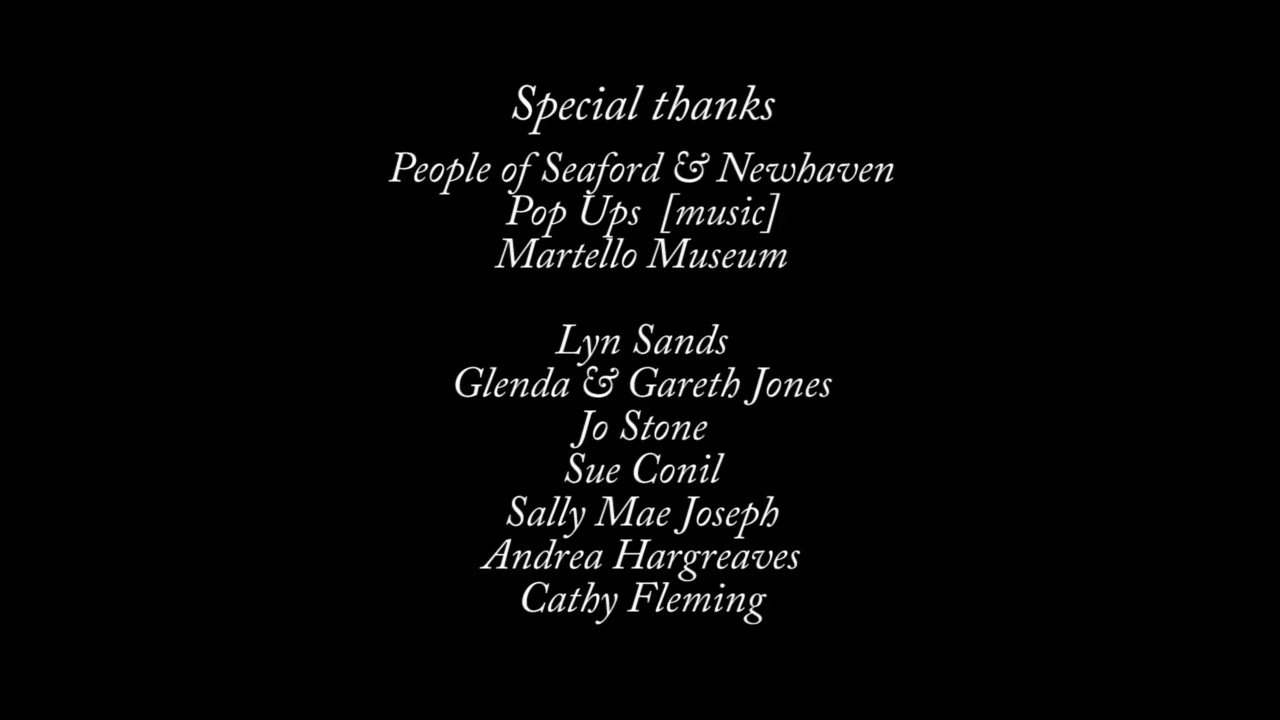 Special thanks
People of Seaford & Newhaven
Pop Ups [music]
Martello Museum
Lyn Sands
Glenda & Gareth Jones
Jo Stone
Sue Conil
Sally Mae Joseph
Andrea Hargreaves
Cathy Fleming